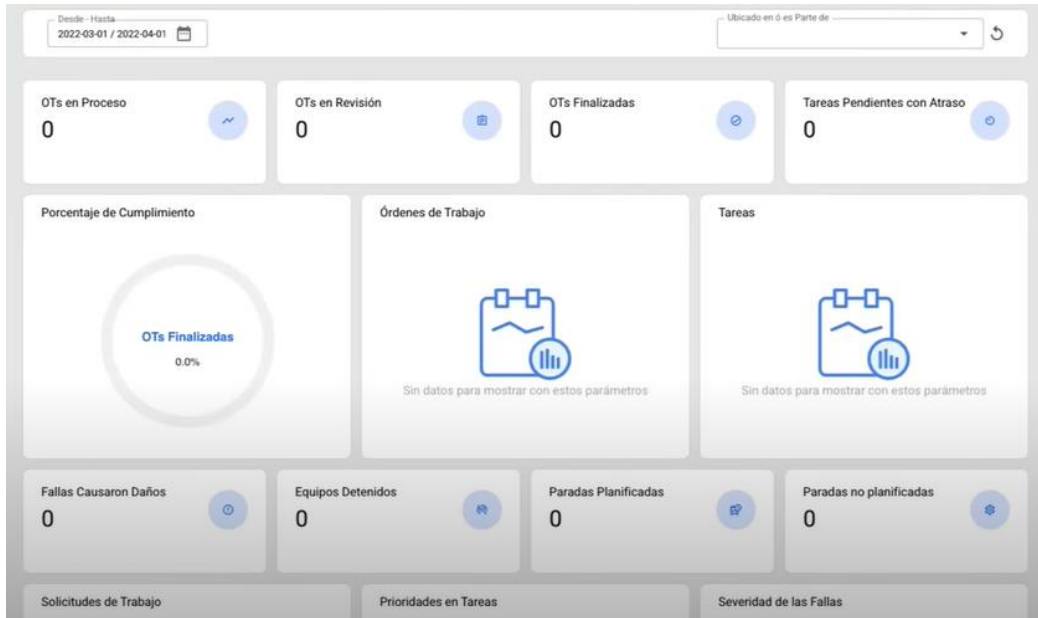 Desde - Hasta
2022-03-01 / 2022-04-01
Ubicado en ó es Parte de
OTs en Proceso
0
OTs en Revisión
0
OTs Finalizadas
0
Tareas Pendientes con Atraso
0
Porcentaje de Cumplimiento
OTs Finalizadas
0.0%
Órdenes de Trabajo
Sin datos para mostrar con estos parámetros
Tareas
Sin datos para mostrar con estos parámetros
Fallas Causaron Daños
0
Equipos Detenidos
0
Paradas Planificadas
0
Paradas no planificadas
0
Solicitudes de Trabajo
Prioridades en Tareas
Severidad de las Fallas